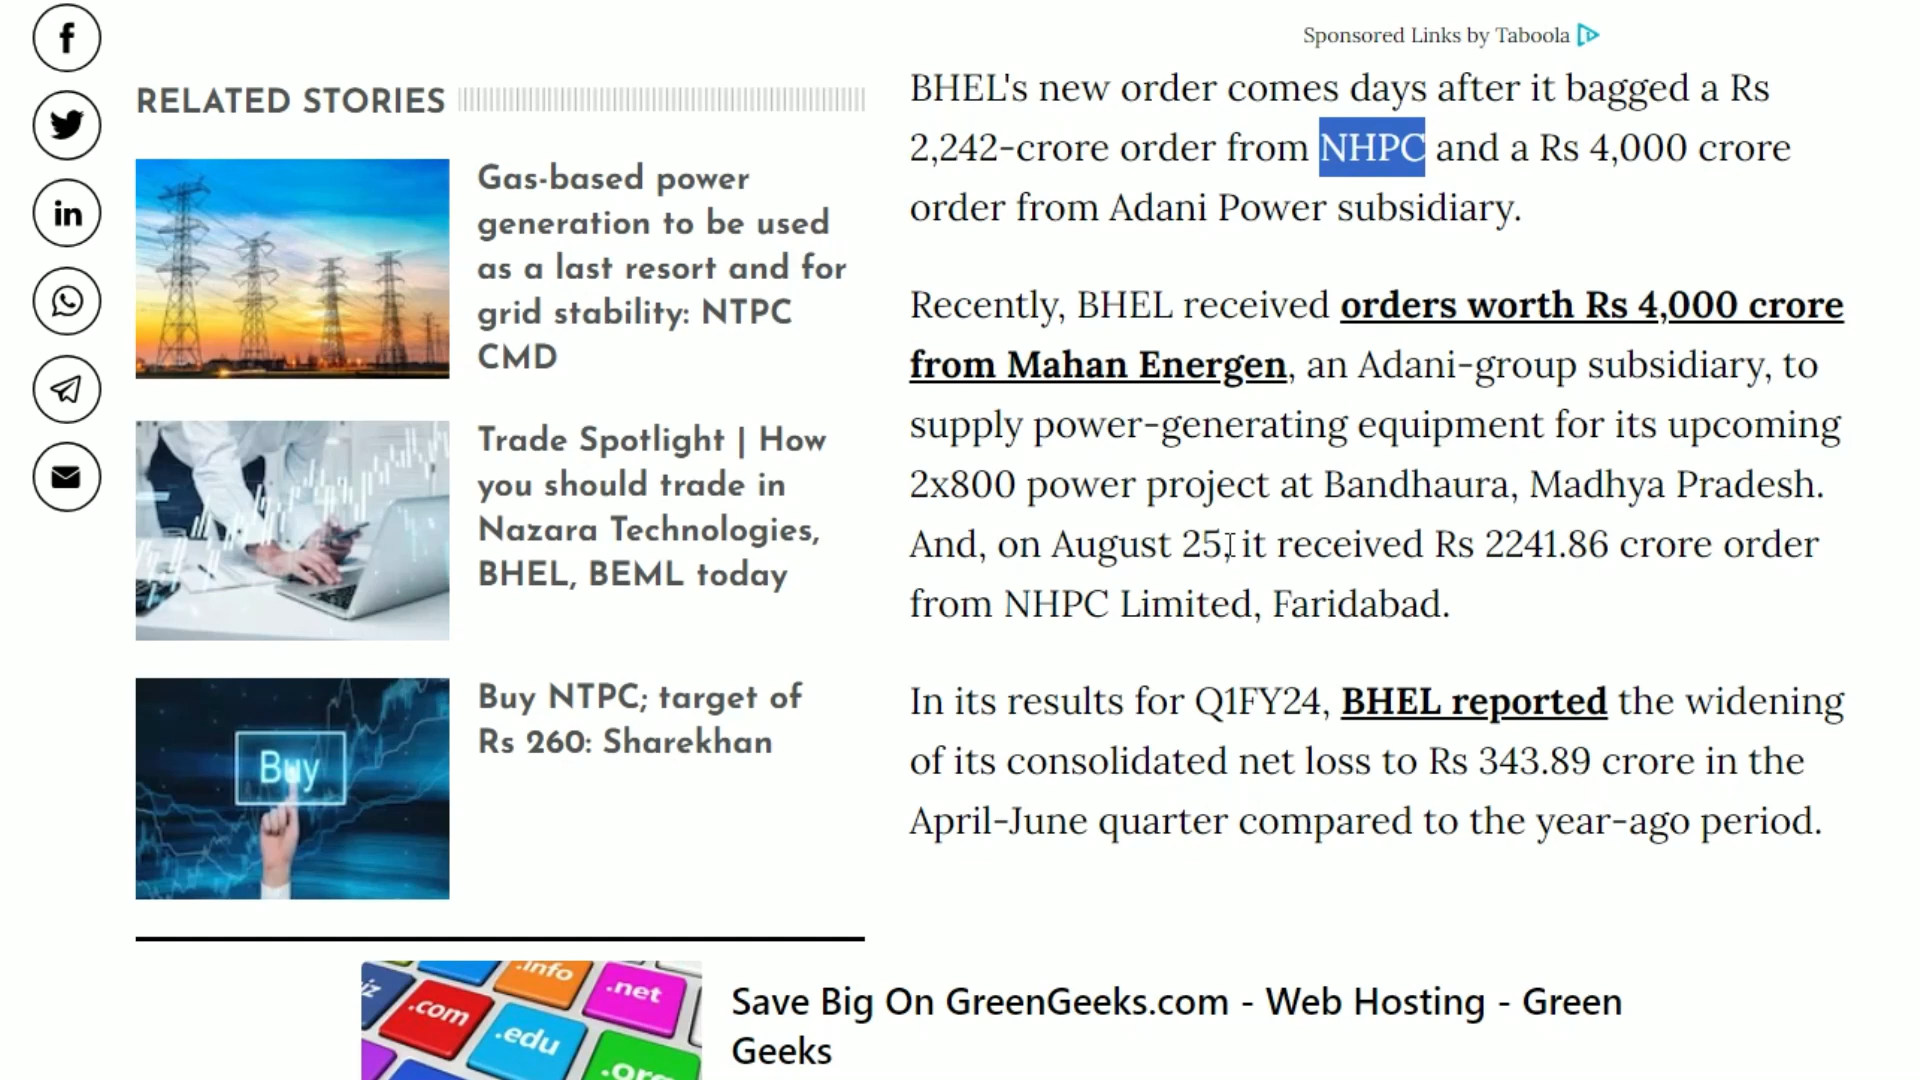 Sponsored Links by Taboola
RELATED STORIES
Gas-based power
generation to be used
as a last resort and for
grid stability: NTPC
CMD
Trade Spotlight | How
you should trade in
Nazara Technologies,
BHEL, BEML today
Buy
Buy NTPC; target of
Rs 260: Sharekhan
BHEL's new order comes days after it bagged a Rs
2,242-crore order from NHPC and a Rs 4,000 crore
order from Adani Power subsidiary.
Recently, BHEL received orders worth Rs 4,000 crore
from Mahan Energen, an Adani-group subsidiary, to
supply power-generating equipment for its upcoming
2x800 power project at Bandhaura, Madhya Pradesh.
And, on August 25, it received Rs 2241.86 crore order
from NHPC Limited, Faridabad.
In its results for Q1FY24, BHEL reported the widening
of its consolidated net loss to Rs 343.89 crore in the
April-June quarter compared to the year-ago period.
.info
.net
.com
.edu
.org
Save Big On GreenGeeks.com - Web Hosting - Green
Geeks